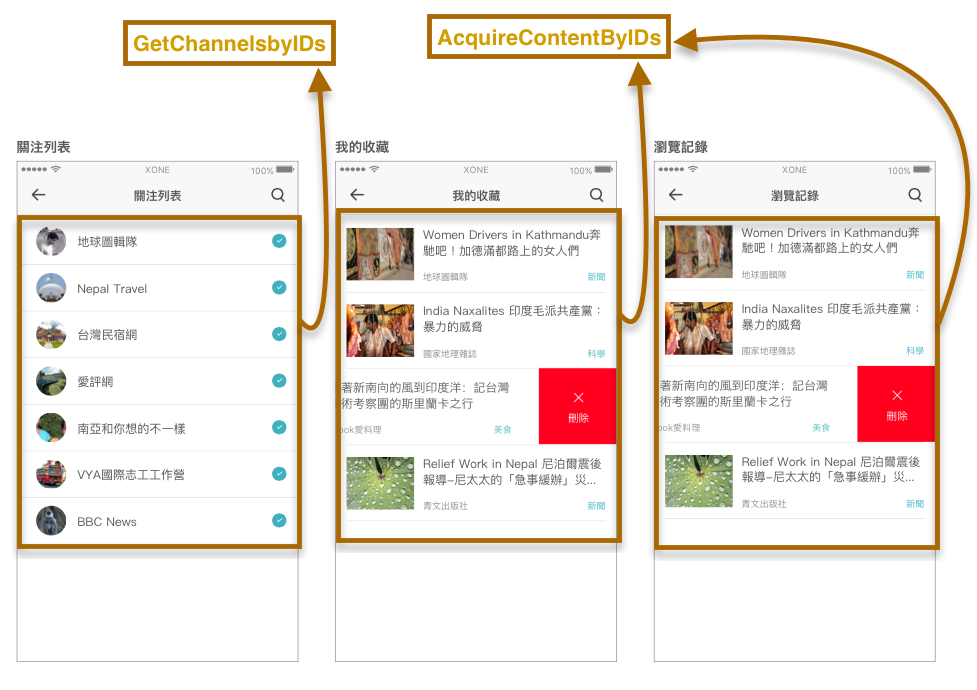 GetChannelsbyIDs
AcquireContentByIDs
關注列表
XONE
100%
關注列表
地球圖輯隊
Nepal Travel
台灣民宿網
愛評網
南亞和你想的不一樣
VYA國際志工工作營
BBC News
我的收藏
XONE
100%
我的收藏
Women Drivers in Kathmandu奔
馳吧！加德滿都路上的女人們
地球圖輯隊
新聞
India Naxalites 印度毛派共產黨：
暴力的威脅
國家地理雜誌
科學
著新南向的風到印度洋：記台灣
術考察團的斯里蘭卡之行
ook愛料理
美食
刪除
Relief Work in Nepal 尼泊爾震後
報導–尼太太的「急事緩辦」災...
青文出版社
新聞
瀏覽記錄
XONE
100%
瀏覽記錄
Women Drivers in Kathmandu奔
馳吧！加德滿都路上的女人們
地球圖輯隊
新聞
India Naxalites 印度毛派共產黨：
暴力的威脅
國家地理雜誌
科學
著新南向的風到印度洋：記台灣
術考察團的斯里蘭卡之行
ook愛料理
美食
刪除
Relief Work in Nepal 尼泊爾震後
報導–尼太太的「急事緩辦」災...
青文出版社
新聞